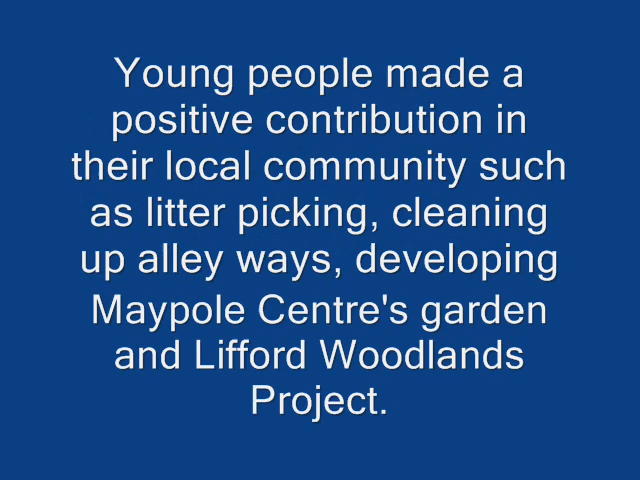 Young people made a
positive contribution in
their local community such
as litter picking, cleaning
up alley ways, developing
Maypole Centre's garden
and Lifford Woodlands
Project.